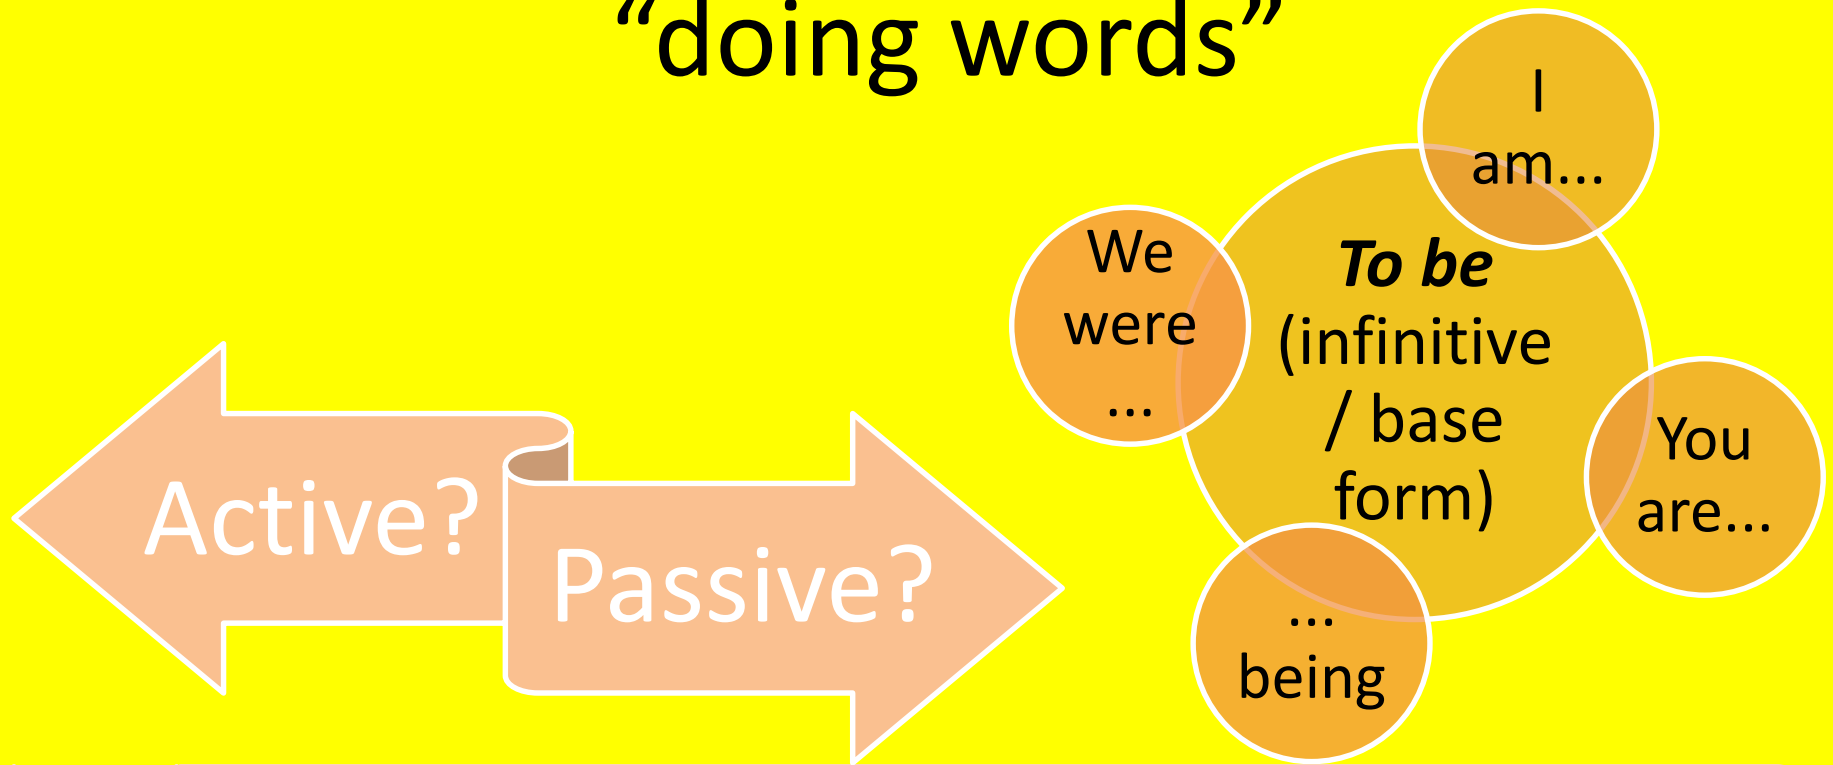 “doing words”
I
am...
We
were
...
To be
(infinitive
/ base
form)
You
are...
...
being
Active?
Passive?